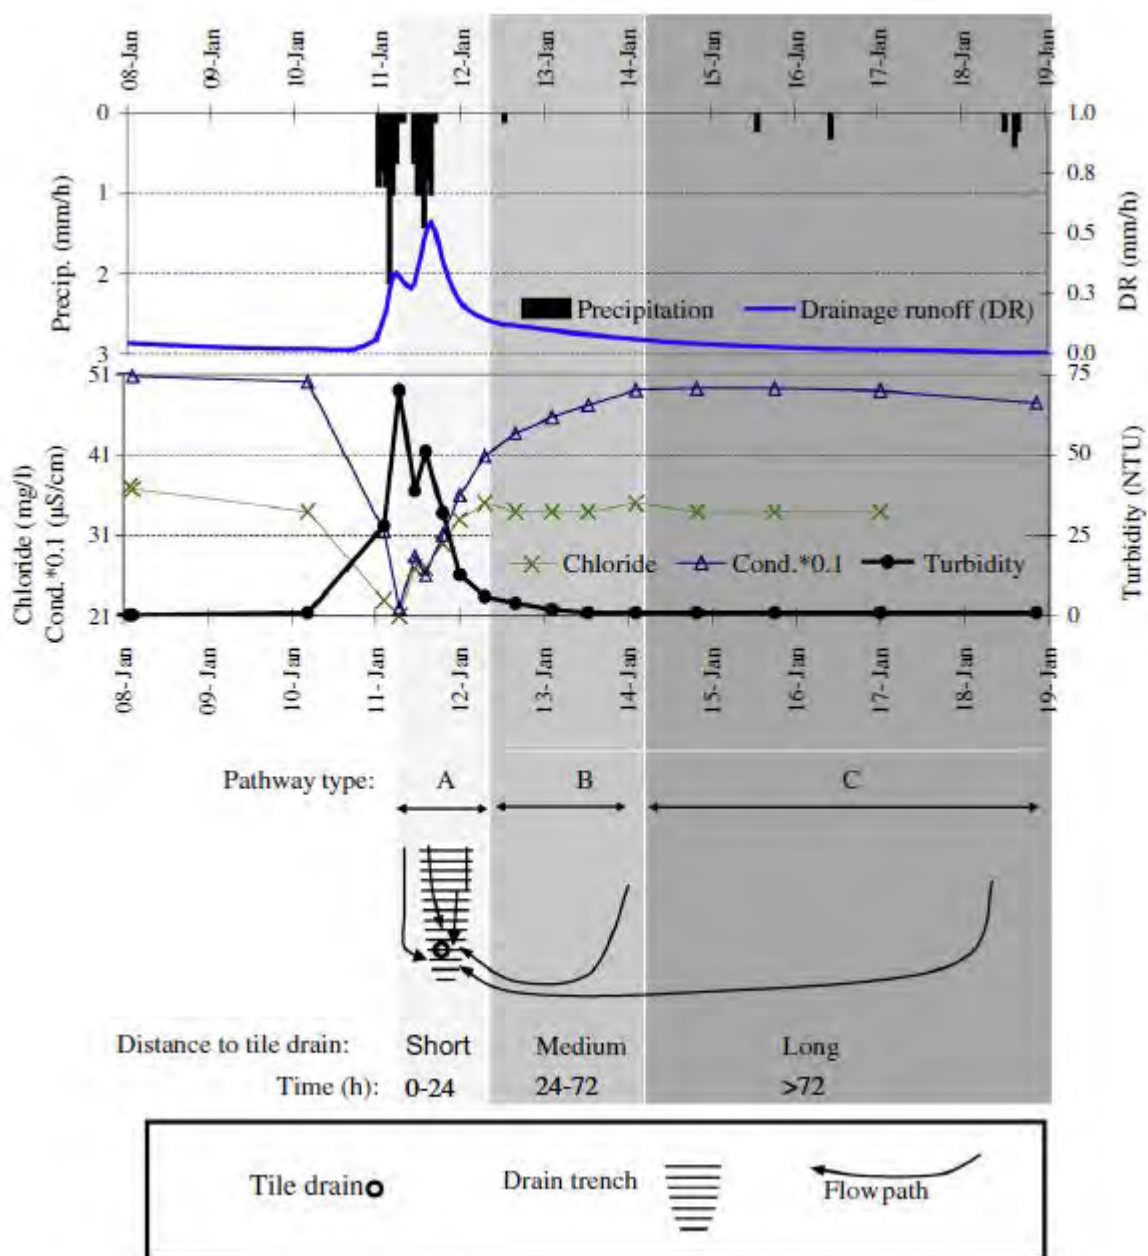 08-Jan 09-Jan 10-Jan 11-Jan 12-Jan 13-Jan 14-Jan 15-Jan 16-Jan 17-Jan 18-Jan 19-Jan
0 1.0
0.8
1
0.5
2
0.3
3 0.0
Precip. (mm/h)
DR (mm/h)
Precipitation Drainage runoff (DR)
51 75
41 50
31 25
21 0
Chloride (mg/l)
Cond.*0.1 (µS/cm)
Turbidity (NTU)
Chloride Cond.*0.1 Turbidity
08-Jan 09-Jan 10-Jan 11-Jan 12-Jan 13-Jan 14-Jan 15-Jan 16-Jan 17-Jan 18-Jan 19-Jan
Pathway type: A B C
Distance to tile drain: Short Medium Long
Time (h): 0-24 24-72 >72
Tile drain Drain trench Flowpath